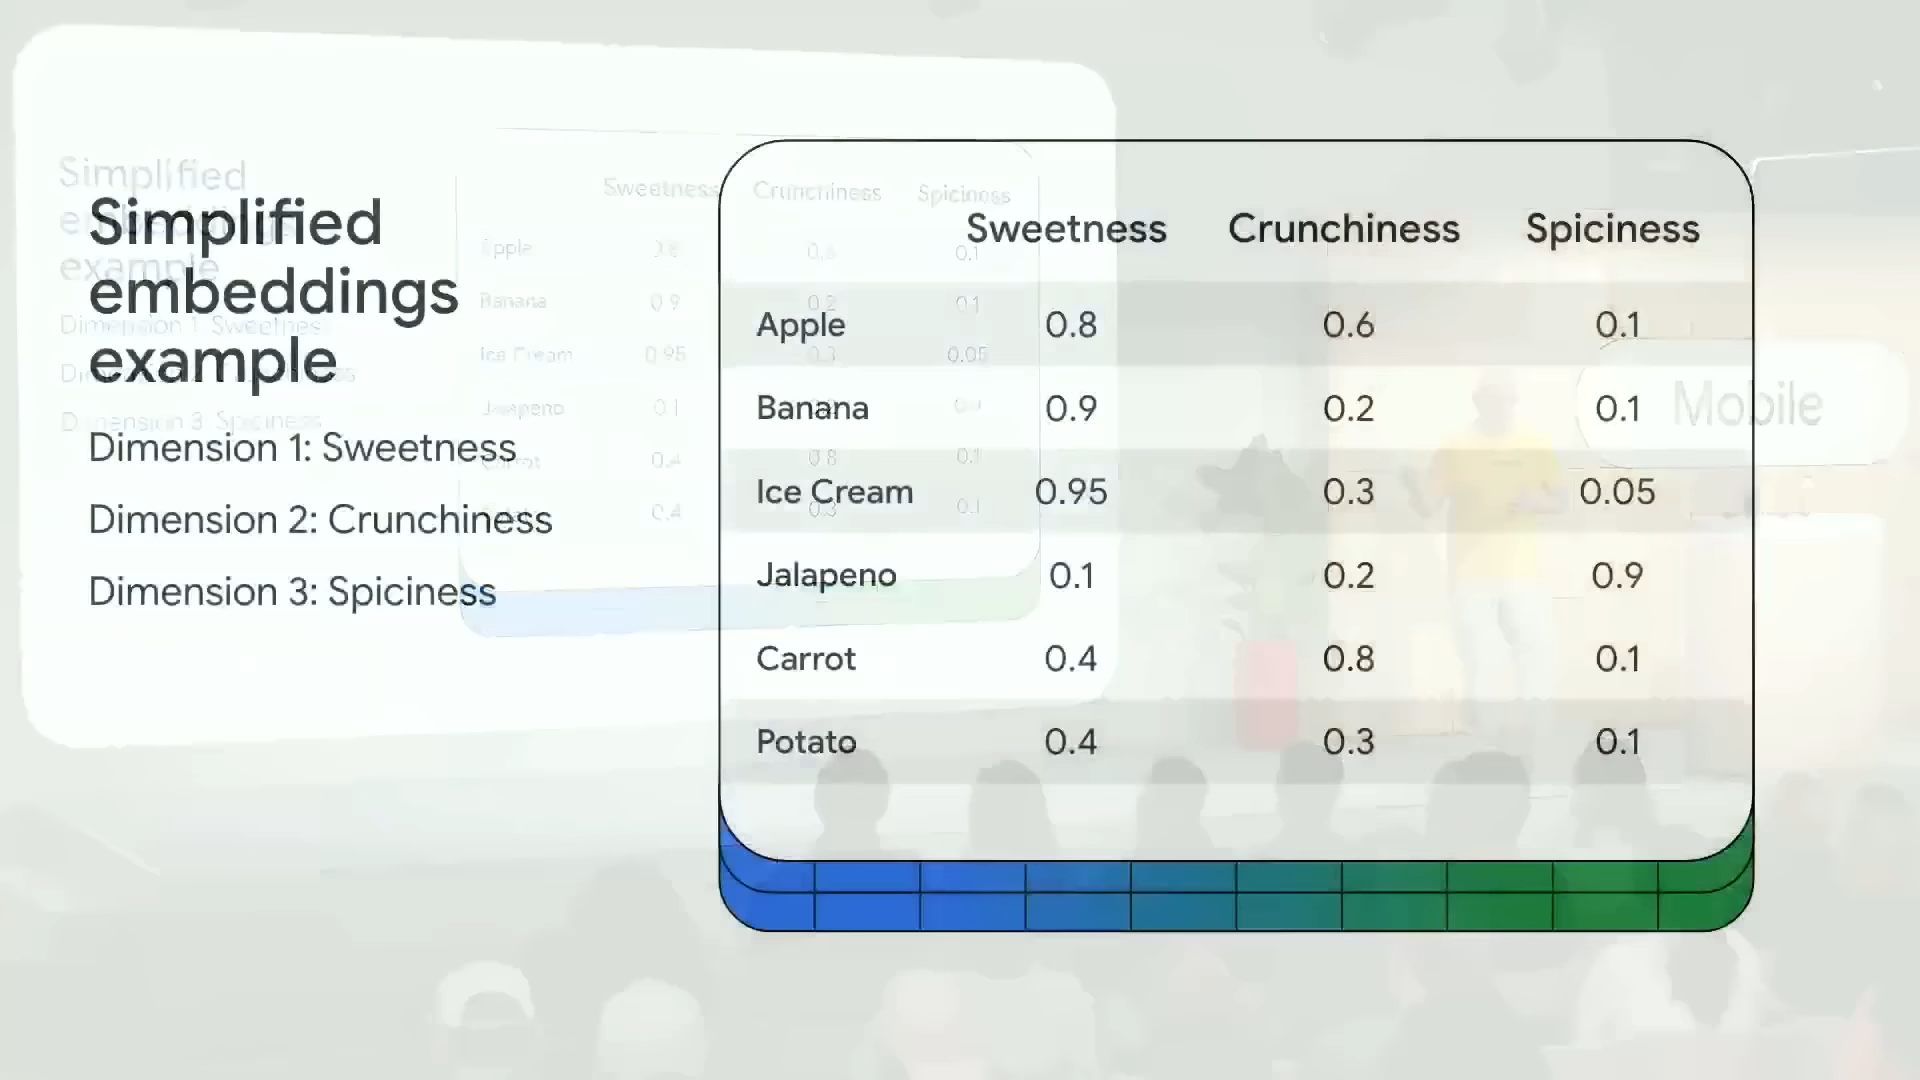 Simplified
embeddings
example
Dimension 1: Sweetness
Dimension 2: Crunchiness
Dimension 3: Spiciness
Sweetness Crunchiness Spiciness
Apple 0.8 0.6 0.1
Banana 0.9 0.2 0.1
Ice Cream 0.95 0.3 0.05
Jalapeno 0.1 0.2 0.9
Carrot 0.4 0.8 0.1
Potato 0.4 0.3 0.1
Mobile